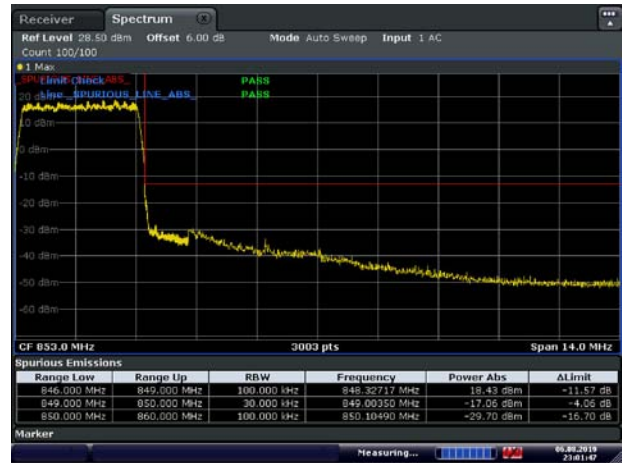 Receiver Spectrum
Ref Level 28.50 dBm Offset 6.00 dB Mode Auto Sweep Input 1 AC
Count 100/100
1 Max
Limit Check PASS
Line _SPURIOUS_LINE_ABS_ PASS
20 dBm
10 dBm
0 dBm
-10 dBm
-20 dBm
-30 dBm
-40 dBm
-50 dBm
-60 dBm
CF 853.0 MHz 3003 pts Span 14.0 MHz
Spurious Emissions
Range Low Range Up RBW Frequency Power Abs ΔLimit
846.000 MHz 849.000 MHz 100.000 kHz 848.32717 MHz 18.43 dBm -11.57 dB
849.000 MHz 850.000 MHz 30.000 kHz 849.00350 MHz -17.06 dBm -4.06 dB
850.000 MHz 860.000 MHz 100.000 kHz 850.10490 MHz -29.70 dBm -16.70 dB
Marker
Measuring... 06.08.2019
23:01:47